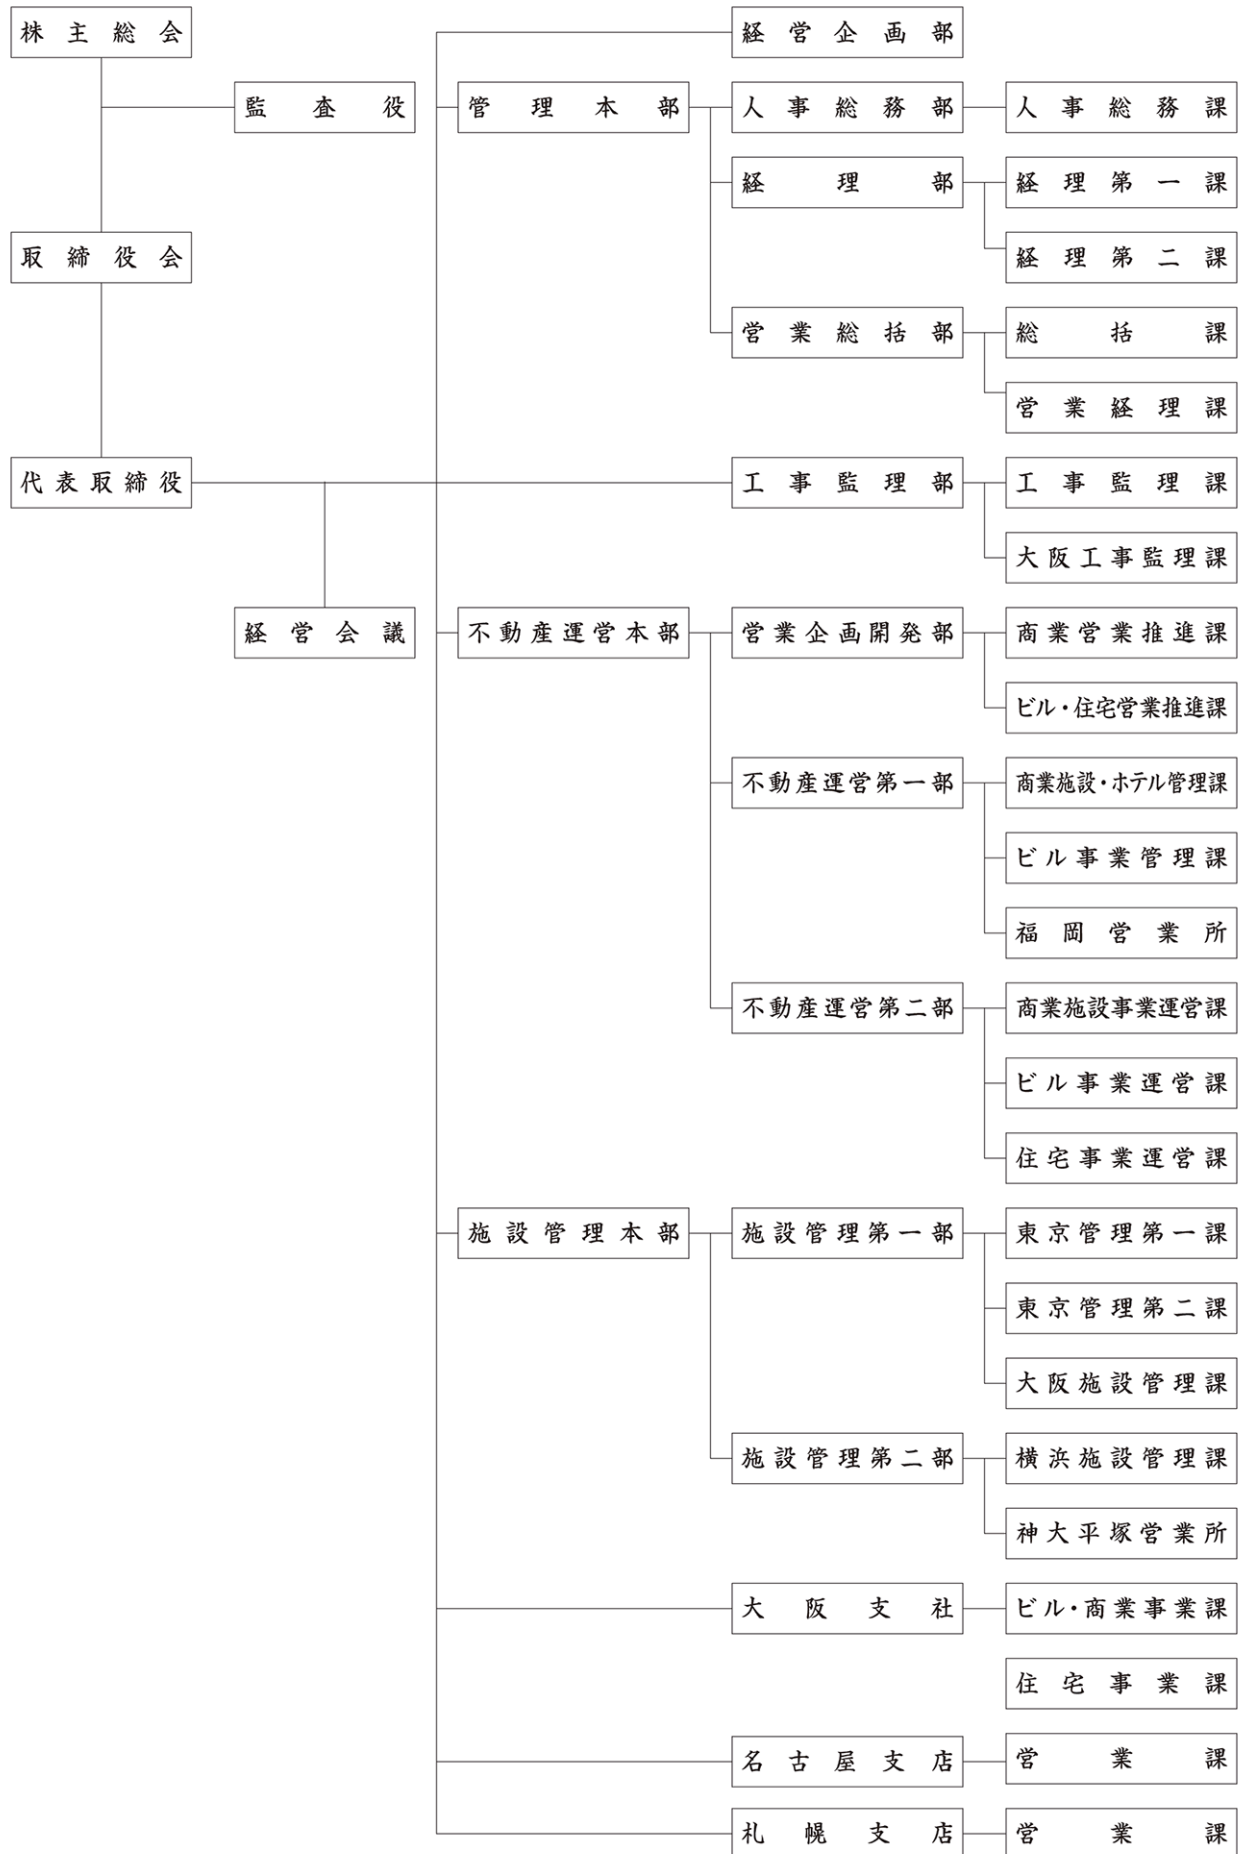 株主総会
経営企画部
監査役
管理本部
人事総務部
人事総務課
経理部
経理第一課
取締役会
経理第二課
営業総括部
総括課
営業経理課
代表取締役
工事監理部
工事監理課
大阪工事監理課
経営会議
不動産運営本部
営業企画開発部
商業営業推進課
ビル・住宅営業推進課
不動産運営第一部
商業施設・ホテル管理課
ビル事業管理課
福岡営業所
不動産運営第二部
商業施設事業運営課
ビル事業運営課
住宅事業運営課
施設管理本部
施設管理第一部
東京管理第一課
東京管理第二課
大阪施設管理課
施設管理第二部
横浜施設管理課
神大平塚営業所
大阪支社
ビル・商業事業課
住宅事業課
名古屋支店
営業課
札幌支店
営業課